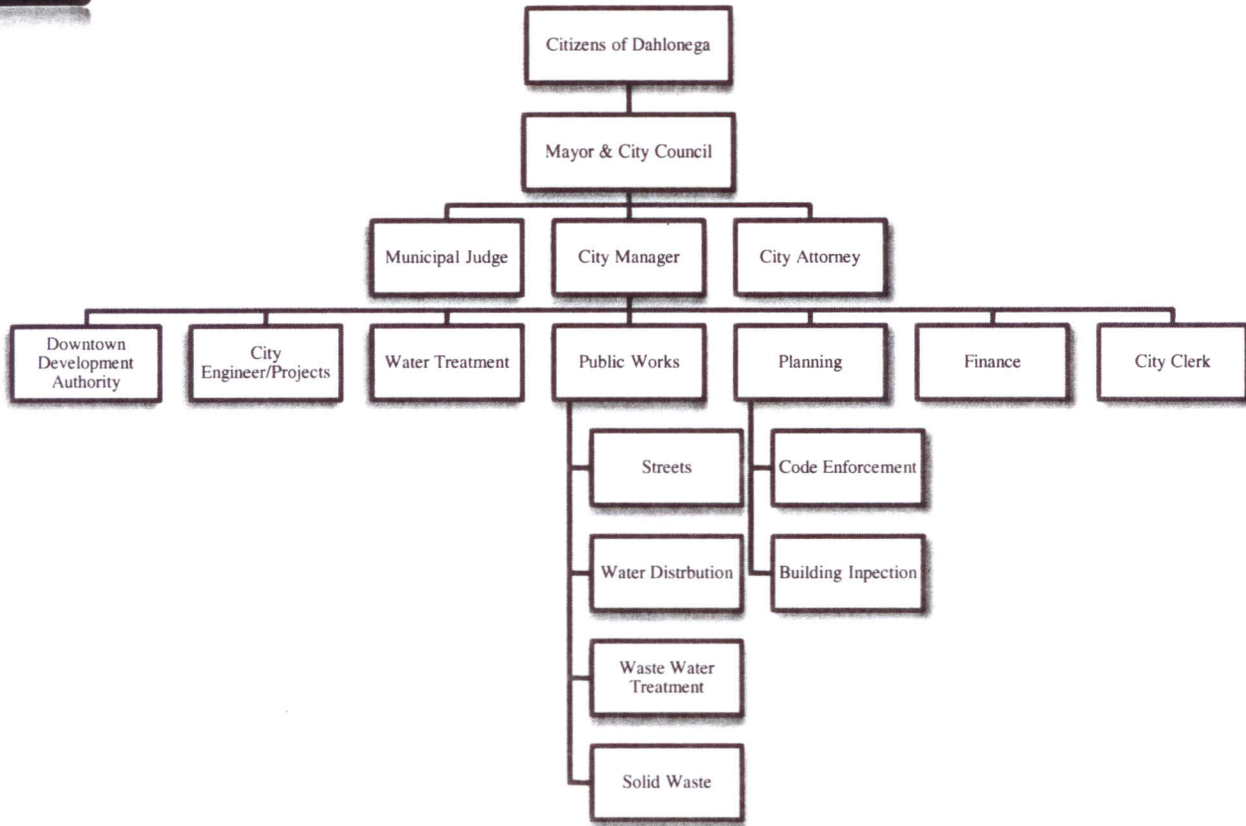 Citizens of Dahlonega
Mayor & City Council
Municipal Judge
City Manager
City Attorney
Downtown
Development
Authority
City
Engineer/Projects
Water Treatment
Public Works
Planning
Finance
City Clerk
Streets
Code Enforcement
Water Distrbution
Building Inpection
Waste Water
Treatment
Solid Waste